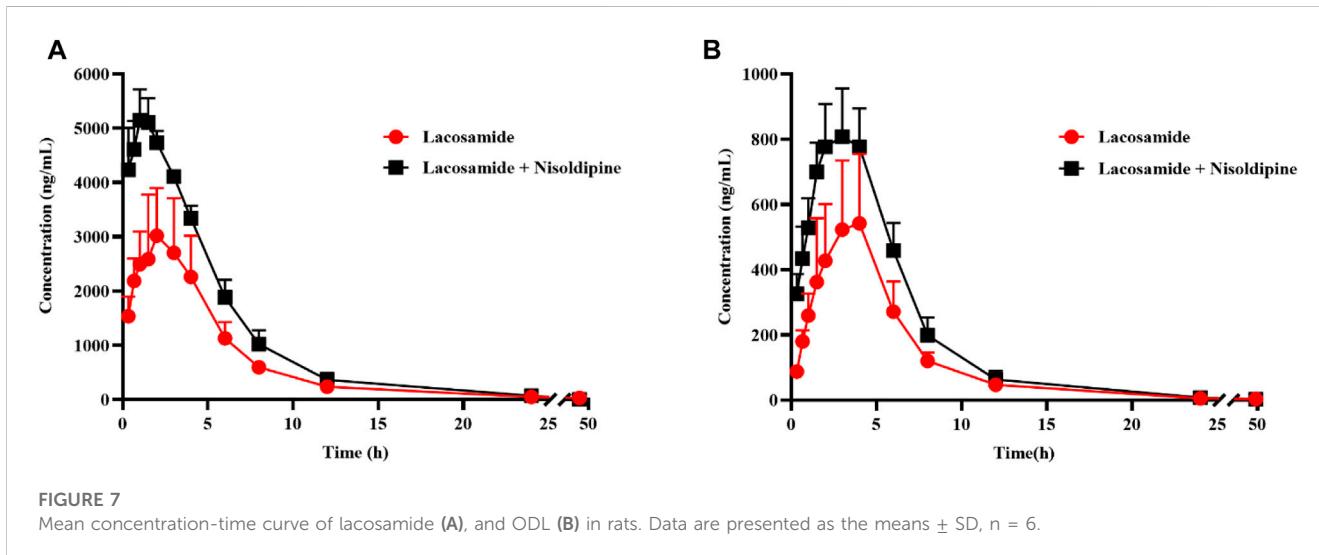 A
6000
5000
4000
3000
2000
1000
0
Concentration (ng/mL)
0
5
10
15
20
25
50
Time (h)
Lacosamide
Lacosamide + Nisoldipine
B
1000
800
600
400
200
0
Concentration (ng/mL)
0
5
10
15
20
25
50
Time(h)
Lacosamide
Lacosamide + Nisoldipine
FIGURE 7
Mean concentration-time curve of lacosamide (A), and ODL (B) in rats. Data are presented as the means ± SD, n = 6.